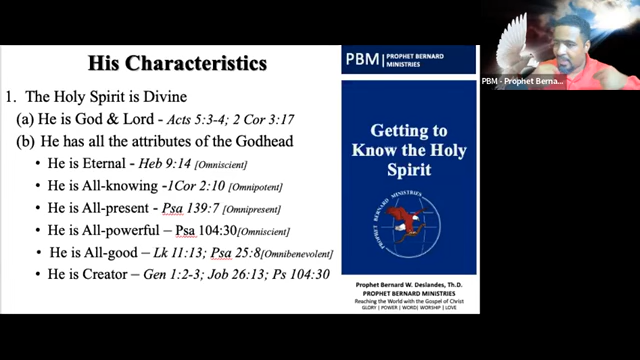 His Characteristics
1. The Holy Spirit is Divine
(a) He is God & Lord - Acts 5:3-4; 2 Cor 3:17
(b) He has all the attributes of the Godhead
• He is Eternal - Heb 9:14 [Omniscient]
• He is All-knowing -1Cor 2:10 [Omnipotent]
• He is All-present - Psa 139:7 [Omnipresent]
• He is All-powerful – Psa 104:30 [Omniscient]
• He is All-good – Lk 11:13; Psa 25:8[Omnibenevolent]
• He is Creator – Gen 1:2-3; Job 26:13; Ps 104:30
PBM | PROPHET BERNARD MINISTRIES
Getting to
Know the Holy
Spirit
PROPHET BERNARD MINISTRIES
Prophet Bernard W. Deslandes, Th.D.
PROPHET BERNARD MINISTRIES
Reaching the World with the Gospel of Christ
GLORY | POWER | WORD| WORSHIP | LOVE
PBM - Prophet Berna...